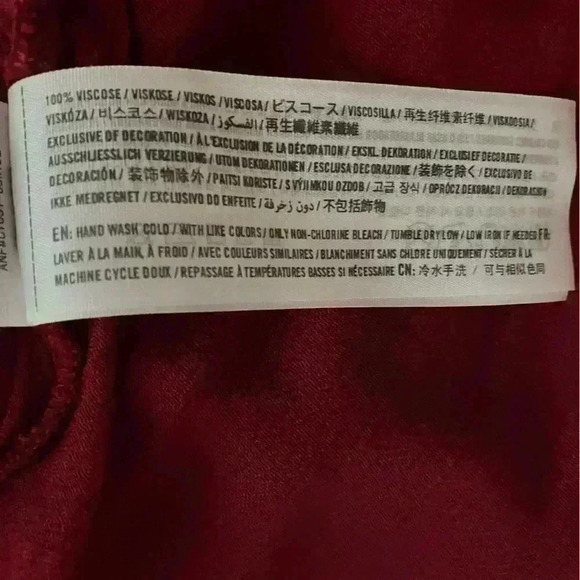 100% VISCOSE / VISKOSE / VISKOS / VISCOSA / ビスコース / VISCOSILLA / 再生纤维素纤维 / VISKOOSIA /
VISKÓZA / 비스코스 / WISKOZA / الفسكوز / 再生纖維素纖維
EXCLUSIVE OF DECORATION / À L'EXCLUSION DE LA DÉCORATION / EKSKL. DEKORATION / EXCLUSIEF DECORATIE /
AUSSCHLIESSLICH VERZIERUNG / UTOM DEKORATIONEN / ESCLUSA DECORAZIONE / 装飾を除く / EXCLUSIVO DE
DECORACIÓN / 装饰物除外 / PAITSI KORISTE / S VÝJIMKOU OZDOB / 고급 장식 / OPRÓCZ DEKORACJI / DEKORASJON
IKKE MEDREGNET / EXCLUSIVO DO ENFEITE / دون زخرفة / 不包括飾物
EN: HAND WASK COLD / WITH LIKE COLORS / ONLY NON-CHLORINE BLEACH / TUMBLE DRY LOW / LOW IRON IF NEEDED FR:
LAVER À LA MAIN, À FROID / AVEC COULEURS SIMILAIRES / BLANCHIMENT SANS CHLORE UNIQUEMENT / SÉCHER À LA
MACHINE CYCLE DOUX / REPASSAGE À TEMPÉRATURES BASSES SI NÉCESSAIRE CN: 冷水手洗 / 可与相似色同